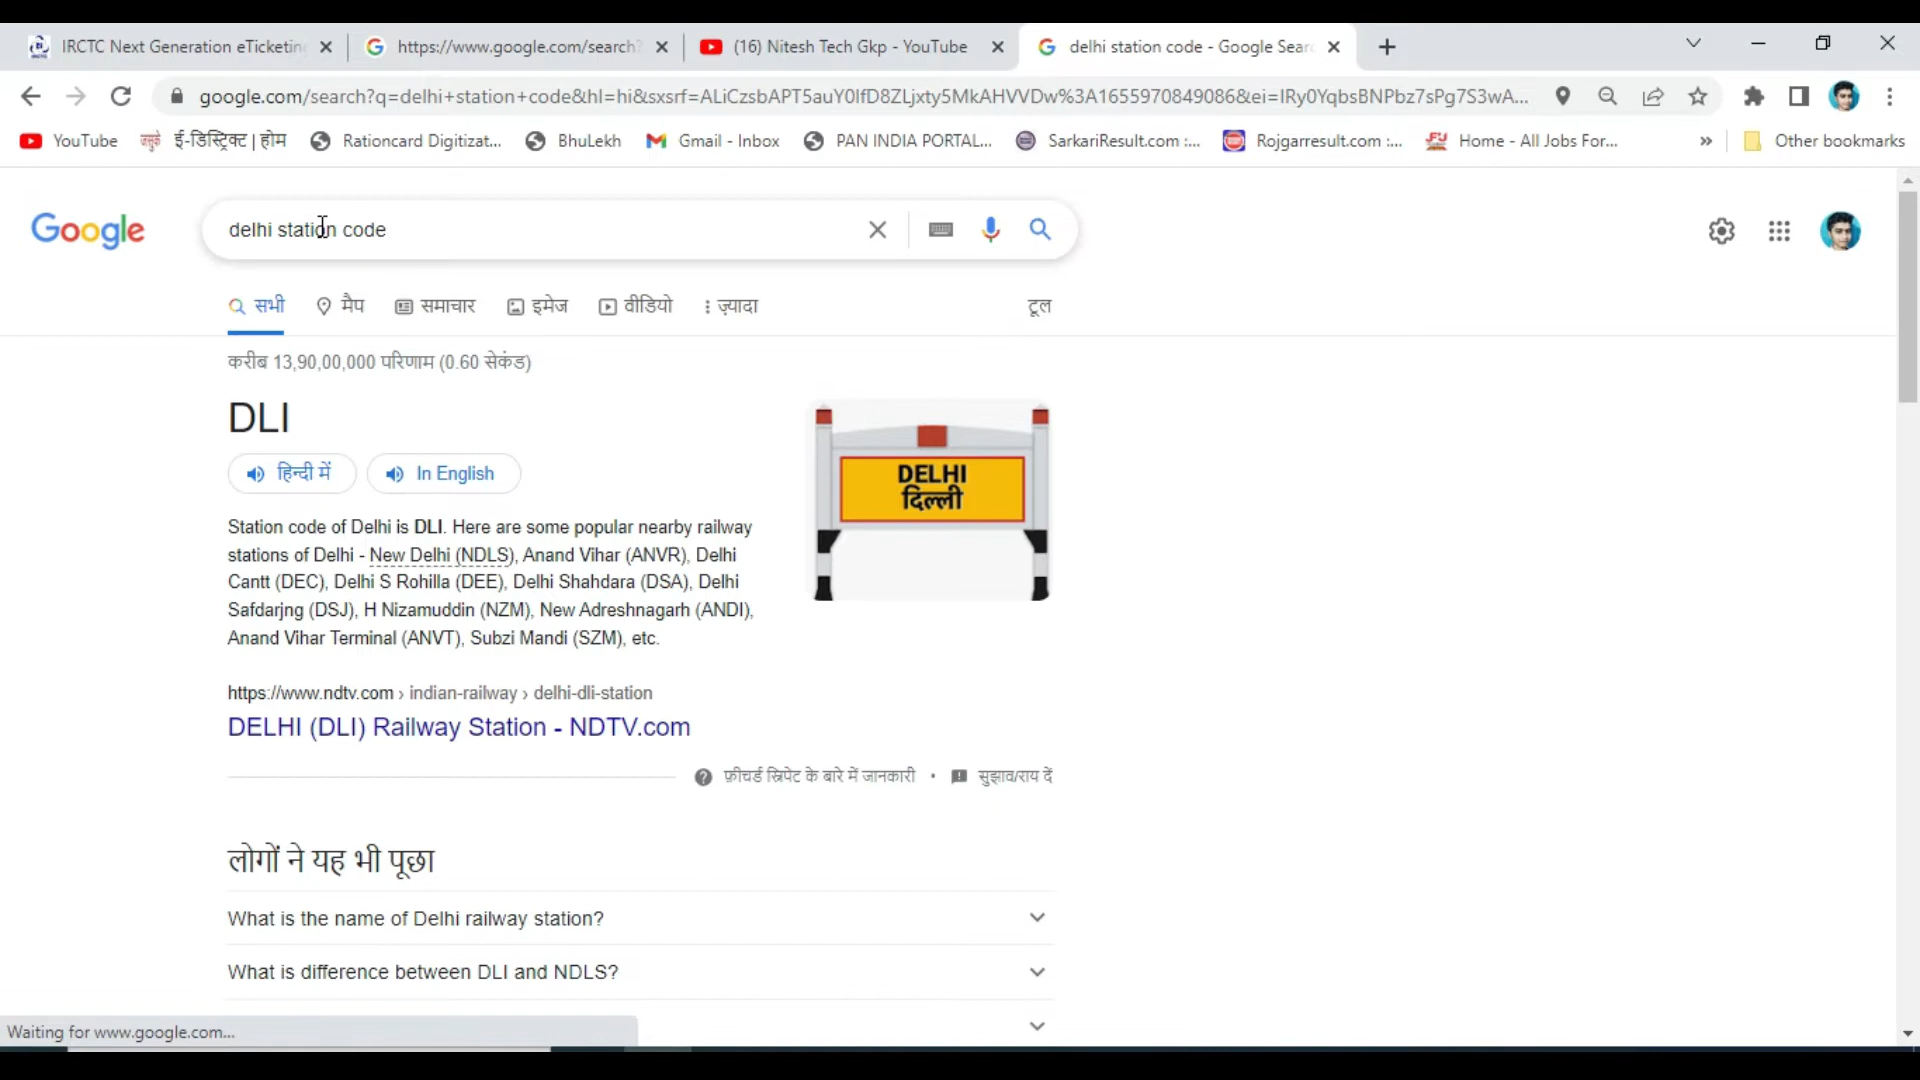 IRCTC Next Generation eTicketin
https://www.google.com/search?
(16) Nitesh Tech Gkp - YouTube
delhi station code - Google Sear
google.com/search?q=delhi+station+code&hl=hi&sxsrf=ALiCzsbAPT5auY0lfD8ZLjxty5MkAHVVDw%3A1655970849086&ei=IRy0YqbsBNPbz7sPg7S3wA...
YouTube
ई-डिस्ट्रिक्ट | होम
Rationcard Digitizat...
BhuLekh
Gmail - Inbox
PAN INDIA PORTAL...
SarkariResult.com :...
Rojgarresult.com :...
Home - All Jobs For...
» Other bookmarks
Google
delhi station code
सभी मैप समाचार इमेज वीडियो ज़्यादा टूल
करीब 13,90,00,000 परिणाम (0.60 सेकंड)
DLI
DELHI
दिल्ली
हिन्दी में In English
Station code of Delhi is DLI. Here are some popular nearby railway
stations of Delhi - New Delhi (NDLS), Anand Vihar (ANVR), Delhi
Cantt (DEC), Delhi S Rohilla (DEE), Delhi Shahdara (DSA), Delhi
Safdarjng (DSJ), H Nizamuddin (NZM), New Adreshnagarh (ANDI),
Anand Vihar Terminal (ANVT), Subzi Mandi (SZM), etc.
https://www.ndtv.com › indian-railway › delhi-dli-station
DELHI (DLI) Railway Station - NDTV.com
फ़ीचर्ड स्निपेट के बारे में जानकारी • सुझाव/राय दें
लोगों ने यह भी पूछा
What is the name of Delhi railway station?
What is difference between DLI and NDLS?
Waiting for www.google.com...